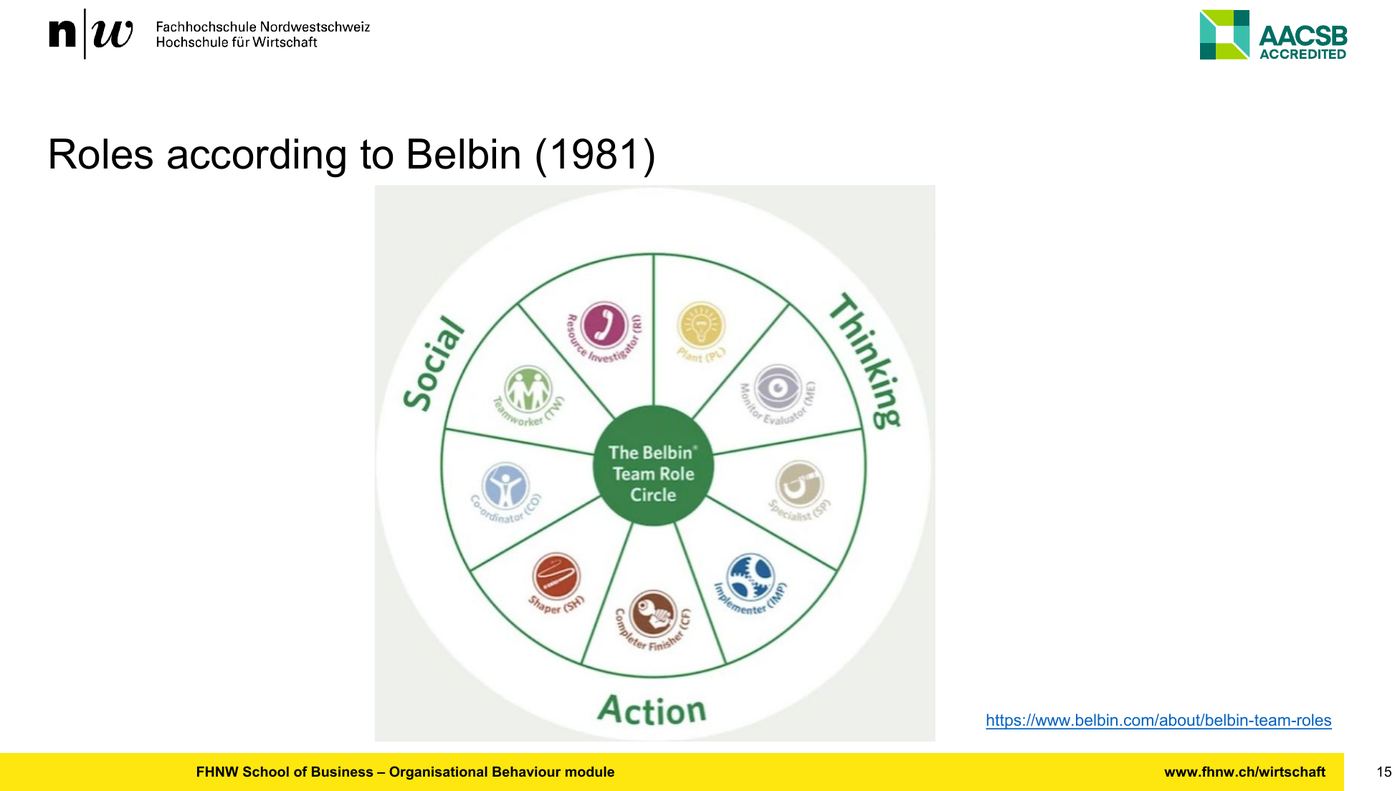 n|w
Fachhochschule Nordwestschweiz
Hochschule für Wirtschaft
AACSB
ACCREDITED
Roles according to Belbin (1981)
Social
Thinking
Action
Resource Investigator (RI)
Plant (PL)
Teamworker (TW)
Monitor Evaluator (ME)
The Belbin®
Team Role
Circle
Co-ordinator (CO)
Specialist (SP)
Shaper (SH)
Completer Finisher (CF)
Implementer (IMP)
https://www.belbin.com/about/belbin-team-roles
FHNW School of Business – Organisational Behaviour module
www.fhnw.ch/wirtschaft
15